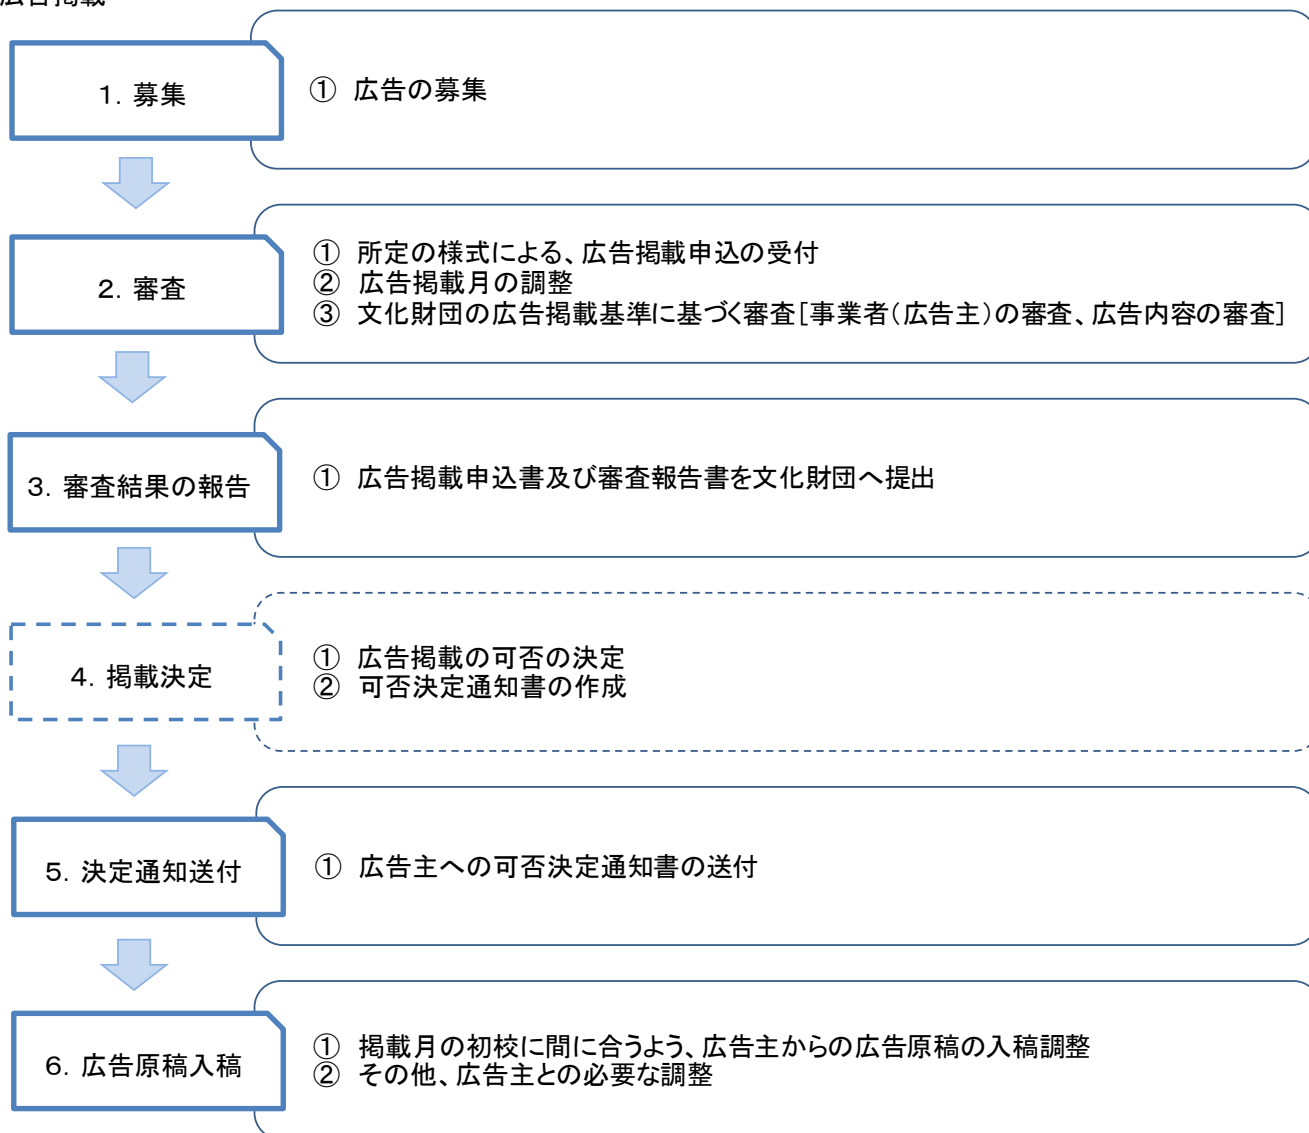 広告掲載
1．募集
① 広告の募集
2．審査
① 所定の様式による、広告掲載申込の受付
② 広告掲載月の調整
③ 文化財団の広告掲載基準に基づく審査［事業者（広告主）の審査、広告内容の審査］
3．審査結果の報告
① 広告掲載申込書及び審査報告書を文化財団へ提出
4．掲載決定
① 広告掲載の可否の決定
② 可否決定通知書の作成
5．決定通知送付
① 広告主への可否決定通知書の送付
6．広告原稿入稿
① 掲載月の初校に間に合うよう、広告主からの広告原稿の入稿調整
② その他、広告主との必要な調整